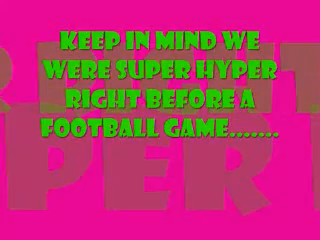 KEEP IN MIND WE
WERE SUPER HYPER
RIGHT BEFORE A
FOOTBALL GAME.......